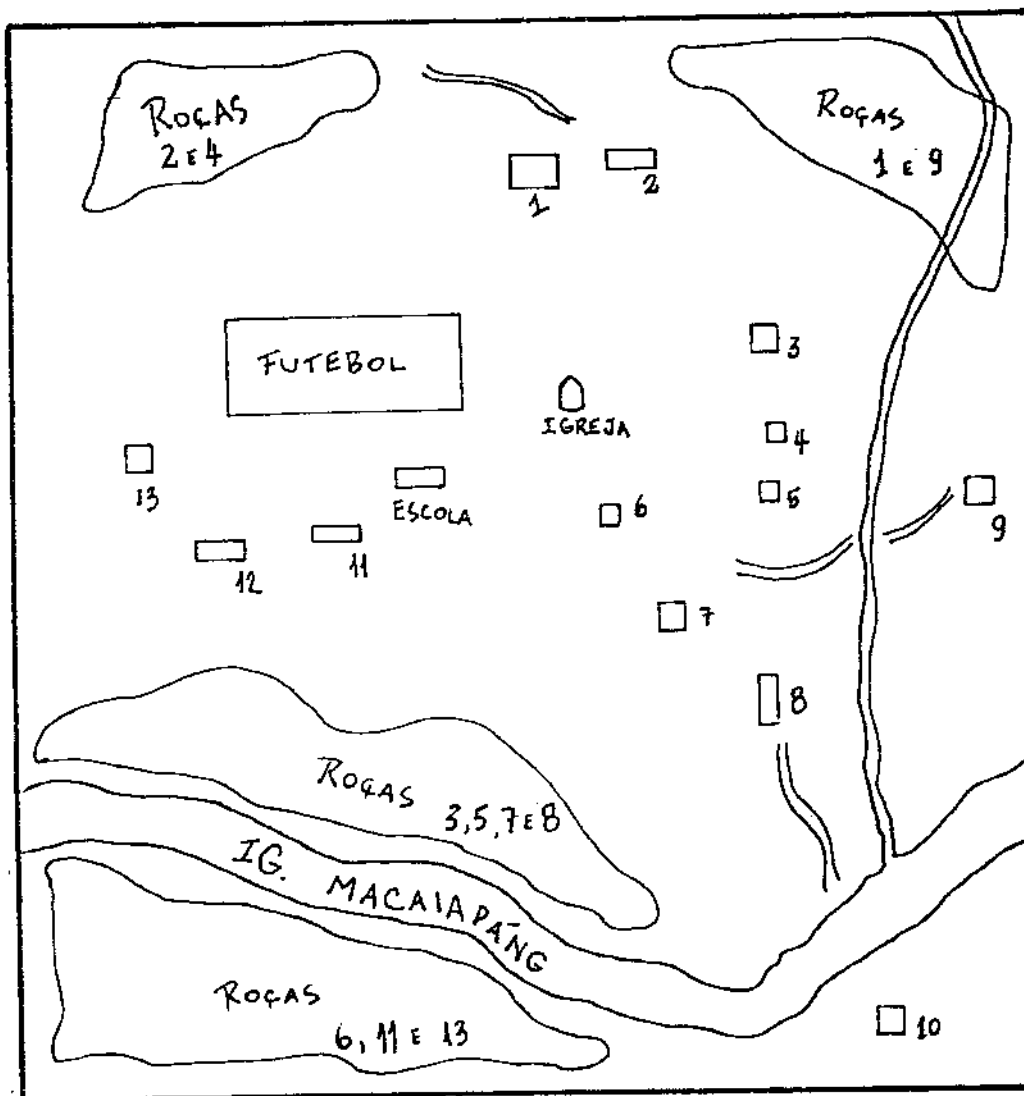 ROÇAS
2 E 4
ROÇAS
1 E 9
1
2
3
FUTEBOL
IGREJA
4
13
ESCOLA
6
5
9
12
11
7
8
ROÇAS
3, 5, 7 E 8
IG. MACAIAPÃNG
ROÇAS
6, 11 E 13
10